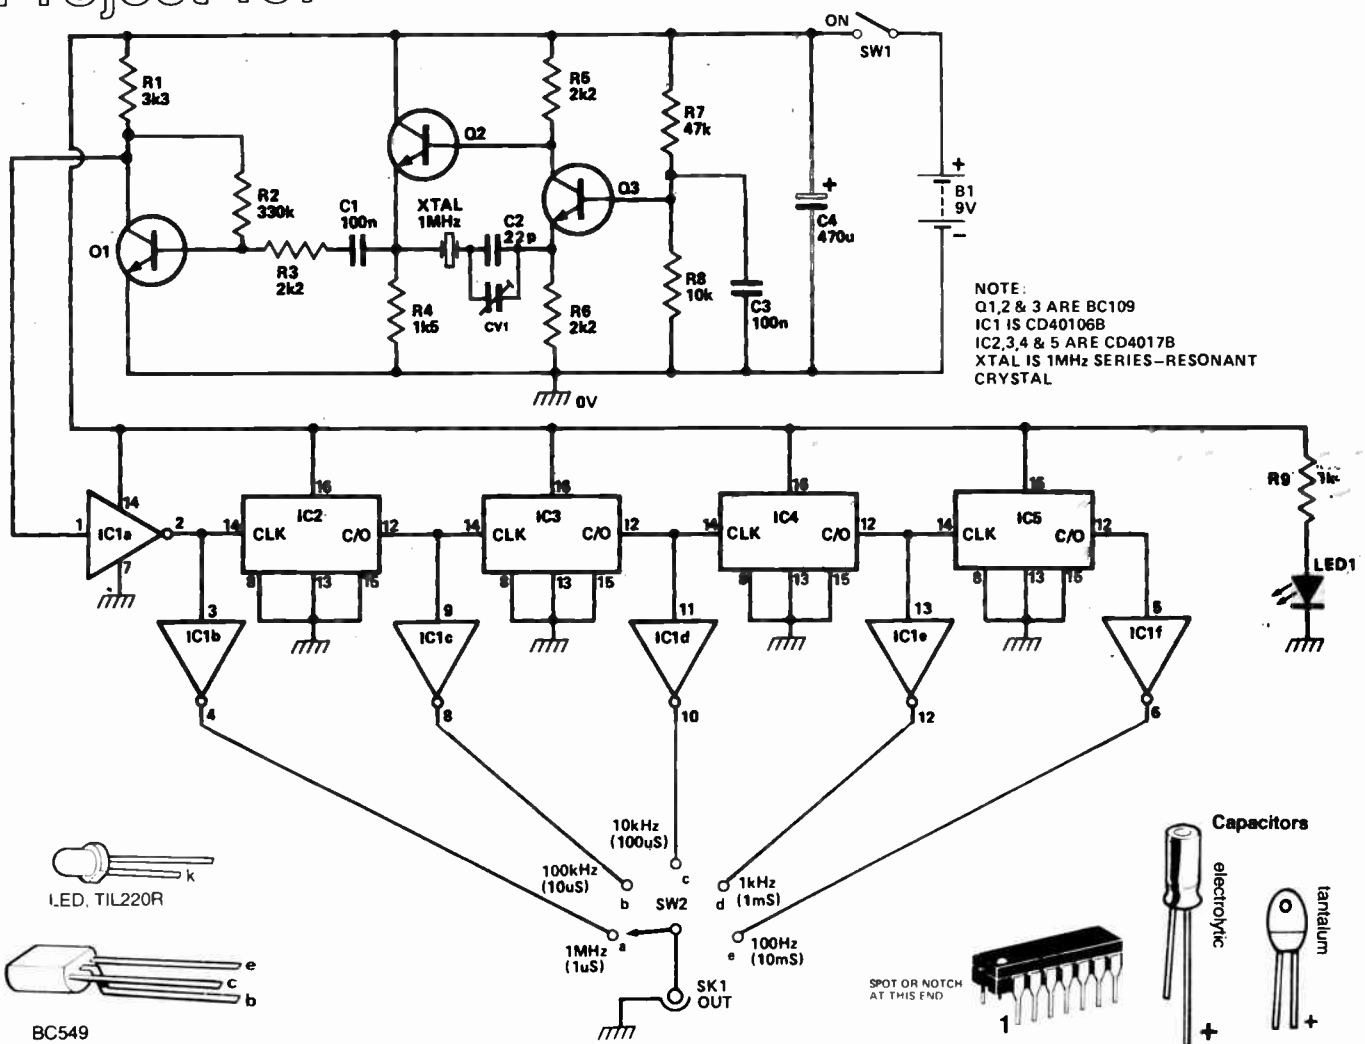 ON
SW1
R1
3k3
R5
2k2
R7
47k
Q2
+
B1
9V
–
R2
330k
C1
100n
XTAL
1MHz
C2
22p
Q3
+
C4
470u
Q1
R3
2k2
R4
1k5
CV1
R6
2k2
R8
10k
C3
100n
0V
NOTE:
Q1,2 & 3 ARE BC109
IC1 IS CD40106B
IC2,3,4 & 5 ARE CD4017B
XTAL IS 1MHz SERIES–RESONANT
CRYSTAL
R9
1k
LED1
1
14
IC1a
7
2
14
16
IC2
CLK
C/O
12
8
13
15
14
16
IC3
CLK
C/O
12
8
13
15
14
16
IC4
CLK
C/O
12
8
13
15
14
16
IC5
CLK
C/O
12
8
13
15
3
IC1b
4
9
IC1c
8
11
IC1d
10
13
IC1e
12
5
IC1f
6
10kHz
(100uS)
c
100kHz
(10uS)
b
SW2
d
1kHz
(1mS)
1MHz
(1uS)
a
e
100Hz
(10mS)
SK1
OUT
k
LED, TIL220R
e
c
b
BC549
SPOT OR NOTCH
AT THIS END
1
Capacitors
electrolytic
+
tantalum
+